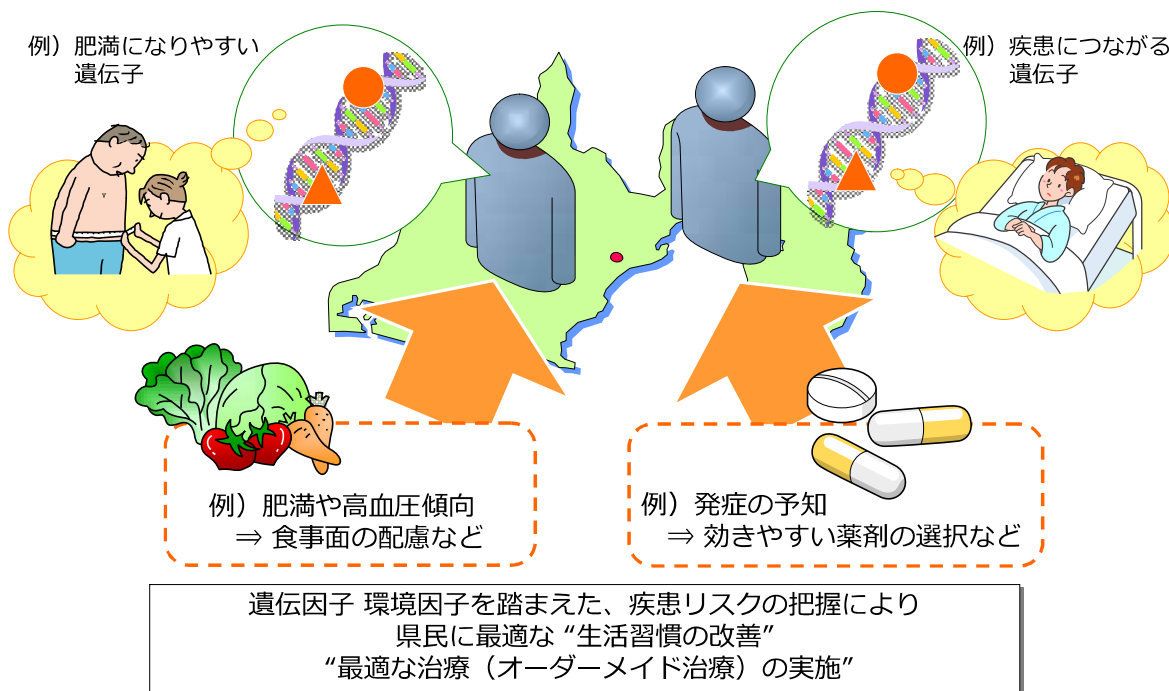 例）肥満になりやすい
遺伝子
例）疾患につながる
遺伝子
例）肥満や高血圧傾向
⇒ 食事面の配慮など
例）発症の予知
⇒ 効きやすい薬剤の選択など
遺伝因子 環境因子を踏まえた、疾患リスクの把握により
県民に最適な “生活習慣の改善”
“最適な治療（オーダーメイド治療）の実施”